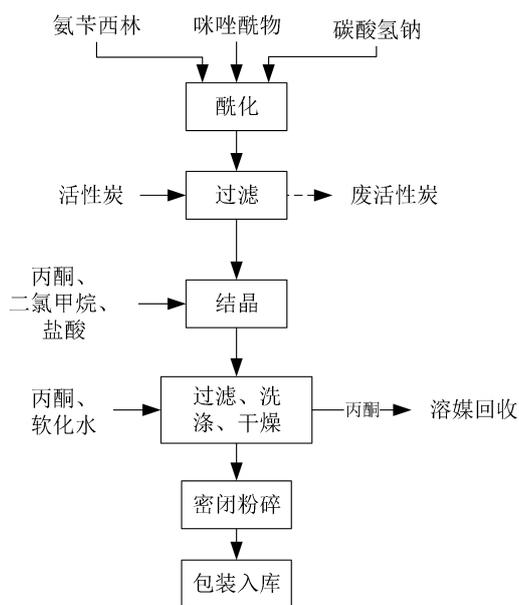 氨苄西林
咪唑酰物
碳酸氢钠
酰化
活性炭
过滤
废活性炭
丙酮、
二氯甲烷、
盐酸
结晶
丙酮、
软化水
过滤、洗
涤、干燥
丙酮
溶媒回收
密闭粉碎
包装入库